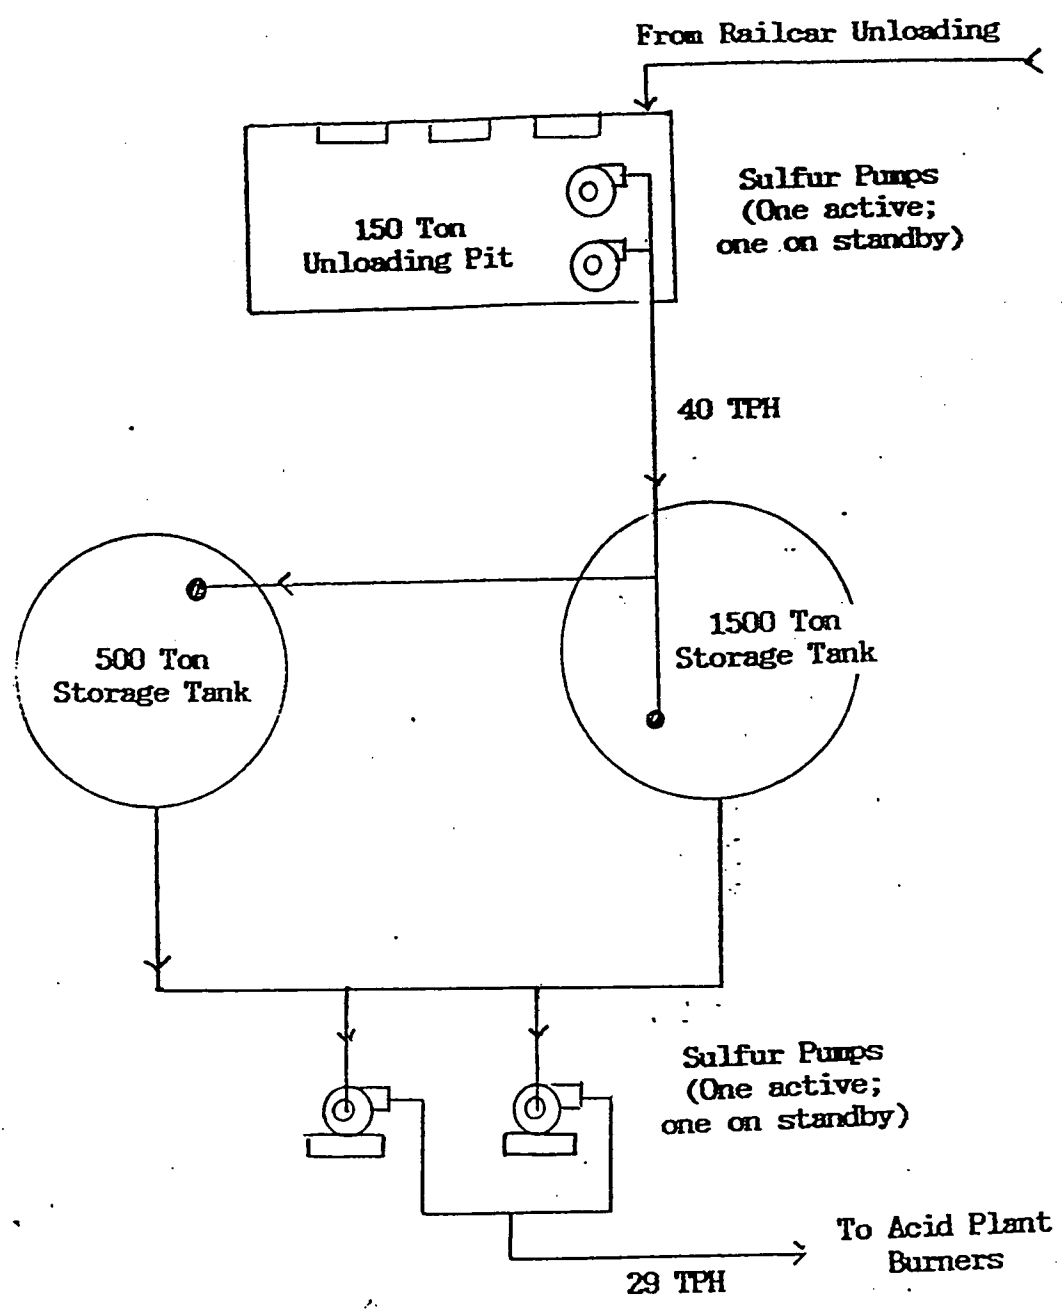 From Railcar Unloading
Sulfur Pumps
(One active;
one on standby)
150 Ton
Unloading Pit
40 TPH
1500 Ton
Storage Tank
500 Ton
Storage Tank
Sulfur Pumps
(One active;
one on standby)
To Acid Plant
Burners
29 TPH